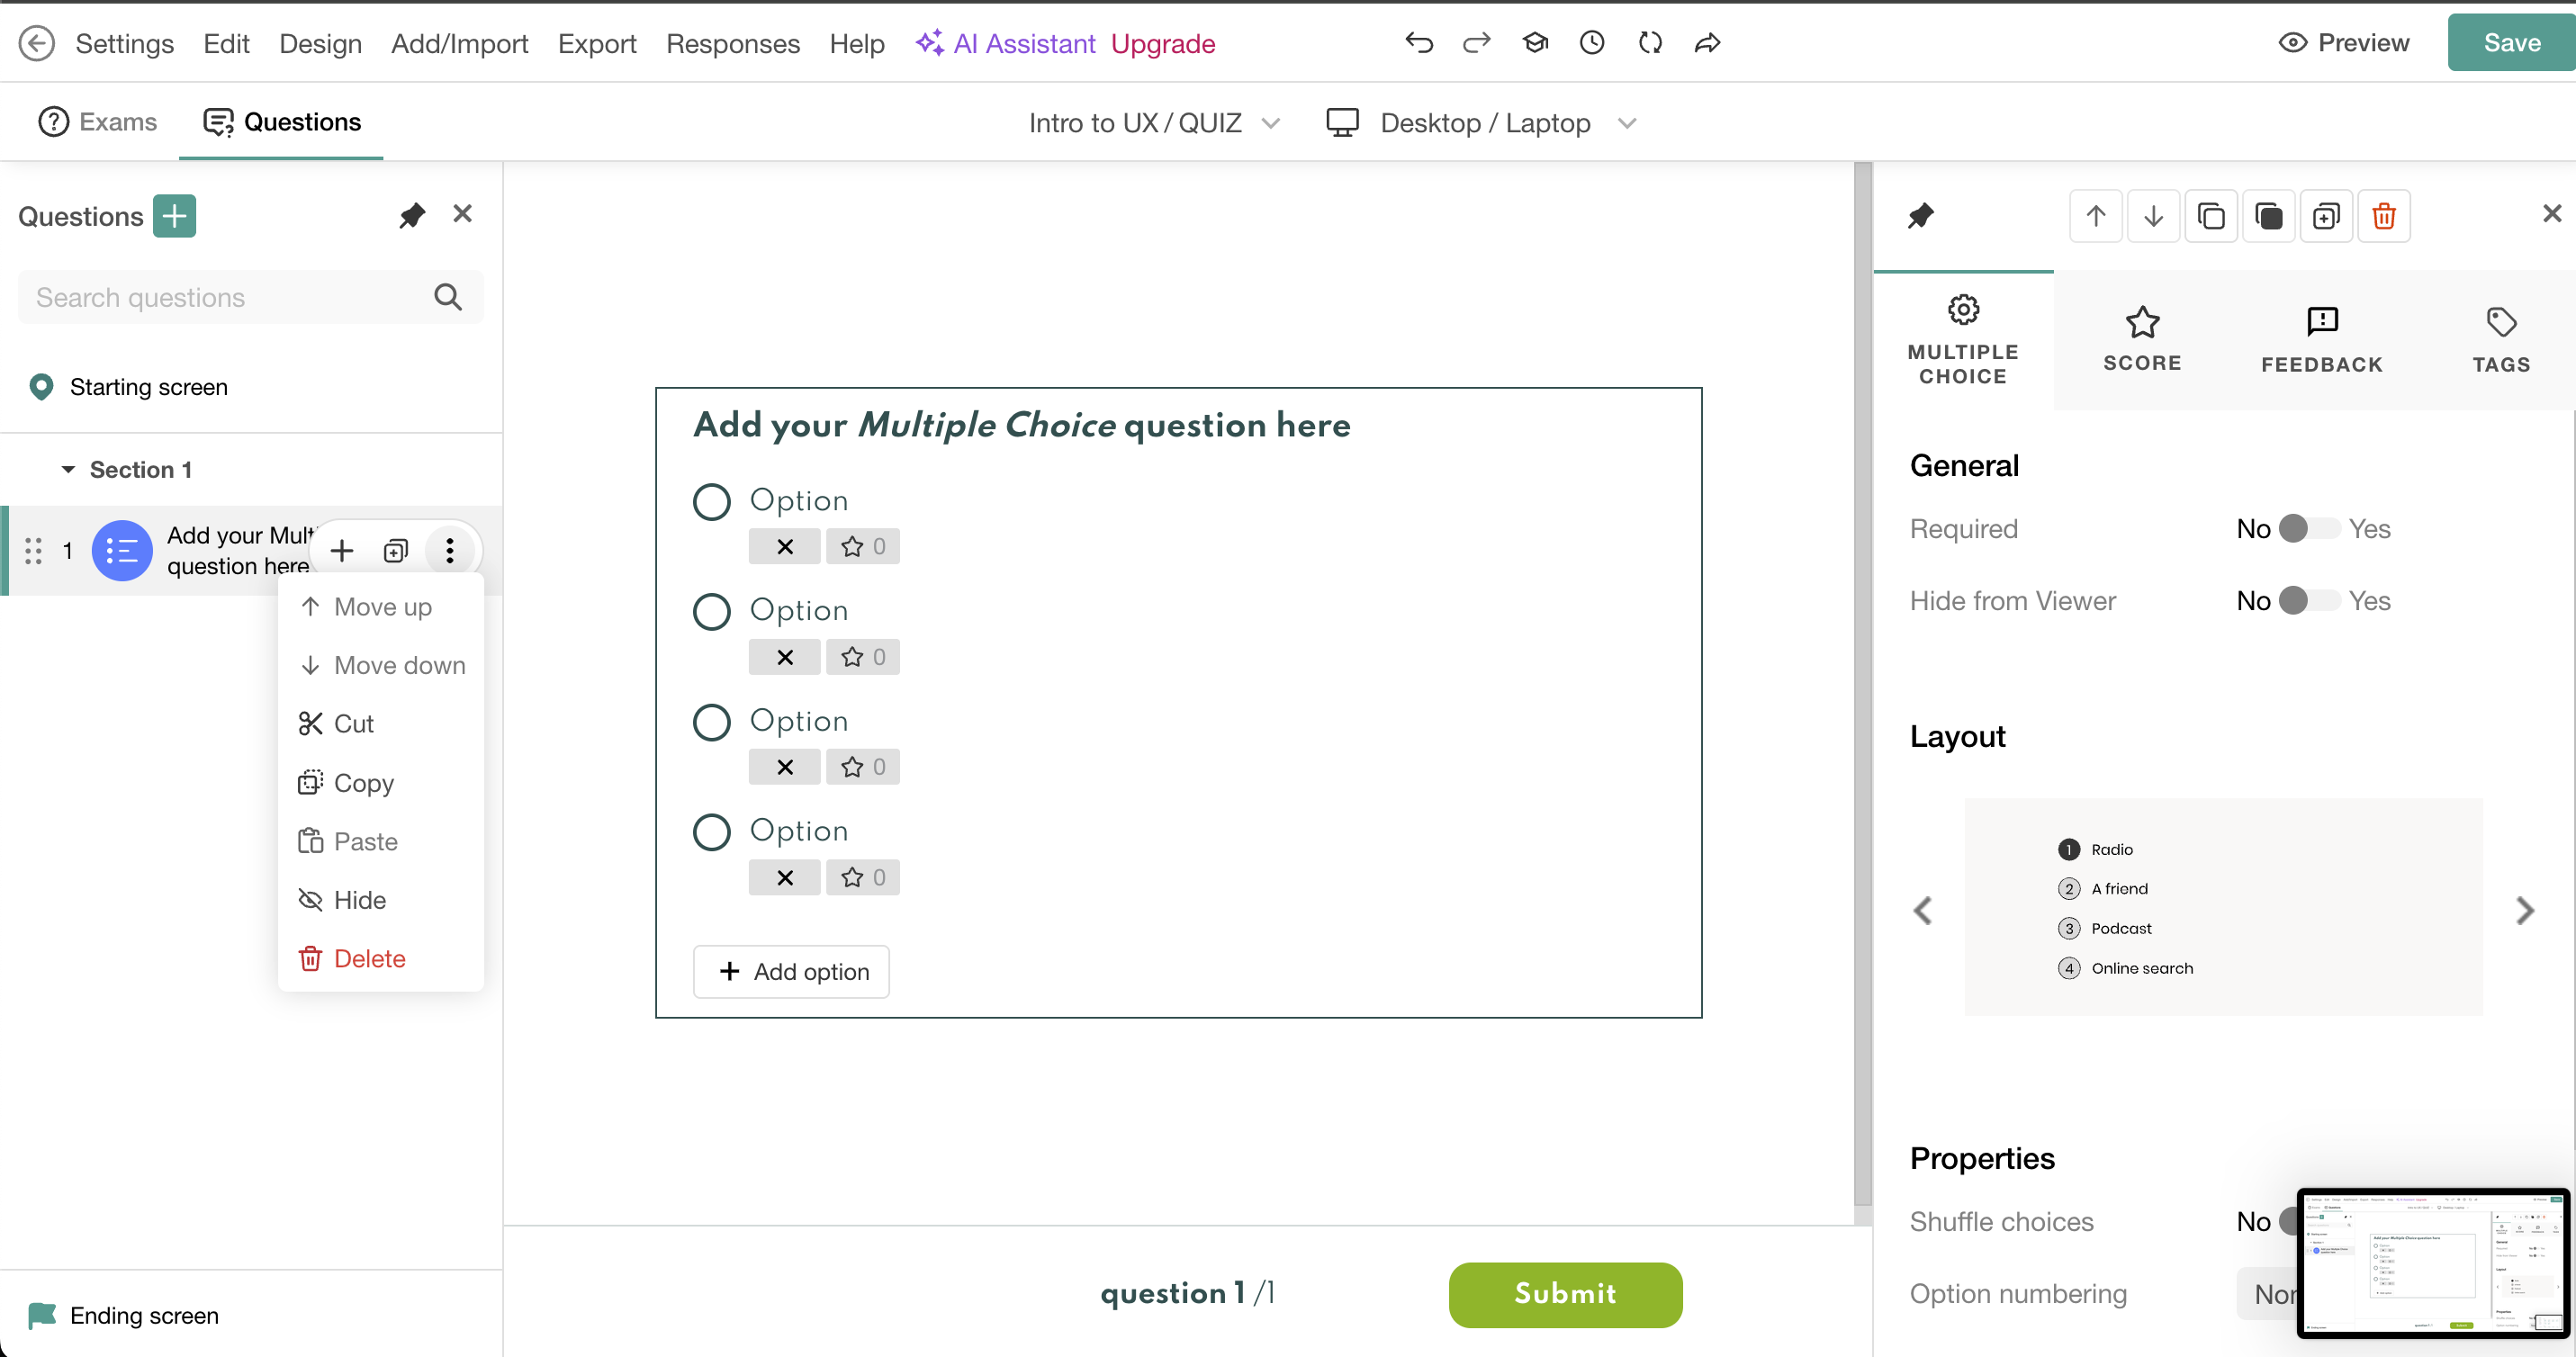 Settings Edit Design Add/Import Export Responses Help AI Assistant Upgrade Preview Save
Exams Questions Intro to UX / QUIZ Desktop / Laptop
Questions
Search questions
Starting screen
Section 1
1 Add your Mult
question here
Move up
Move down
Cut
Copy
Paste
Hide
Delete
Ending screen
Add your Multiple Choice question here
Option
0
Option
0
Option
0
Option
0
Add option
question 1 /1
Submit
MULTIPLE
CHOICE
SCORE
FEEDBACK
TAGS
General
Required No Yes
Hide from Viewer No Yes
Layout
1 Radio
2 A friend
3 Podcast
4 Online search
Properties
Shuffle choices No
Option numbering